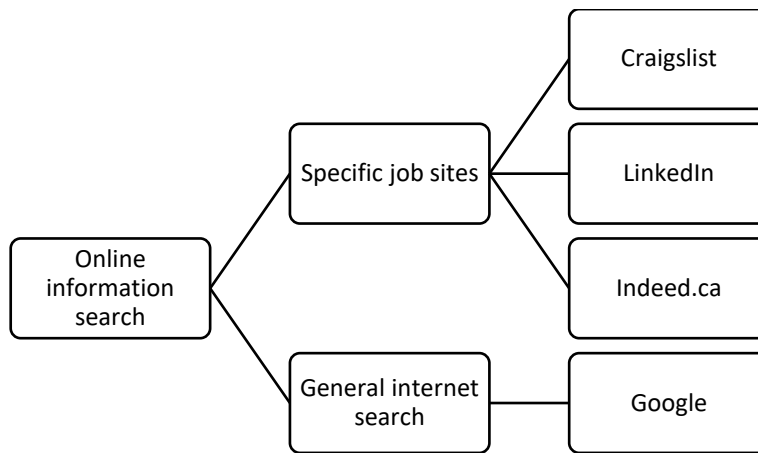 Online
information
search
Specific job sites
Craigslist
LinkedIn
Indeed.ca
General internet
search
Google